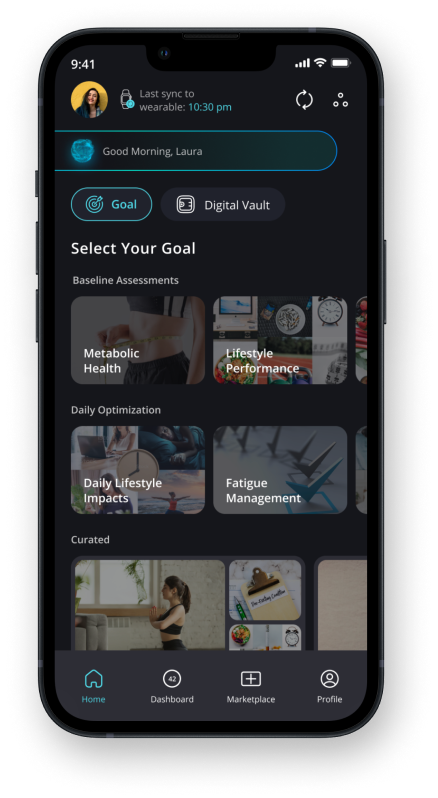 9:41
Last sync to
wearable: 10:30 pm
Good Morning, Laura
Goal
Digital Vault
Select Your Goal
Baseline Assessments
Metabolic
Health
Lifestyle
Performance
Daily Optimization
Daily Lifestyle
Impacts
Fatigue
Management
Curated
42
Home
Dashboard
Marketplace
Profile